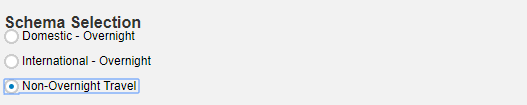 Schema Selection
Domestic - Overnight
International - Overnight
Non-Overnight Travel